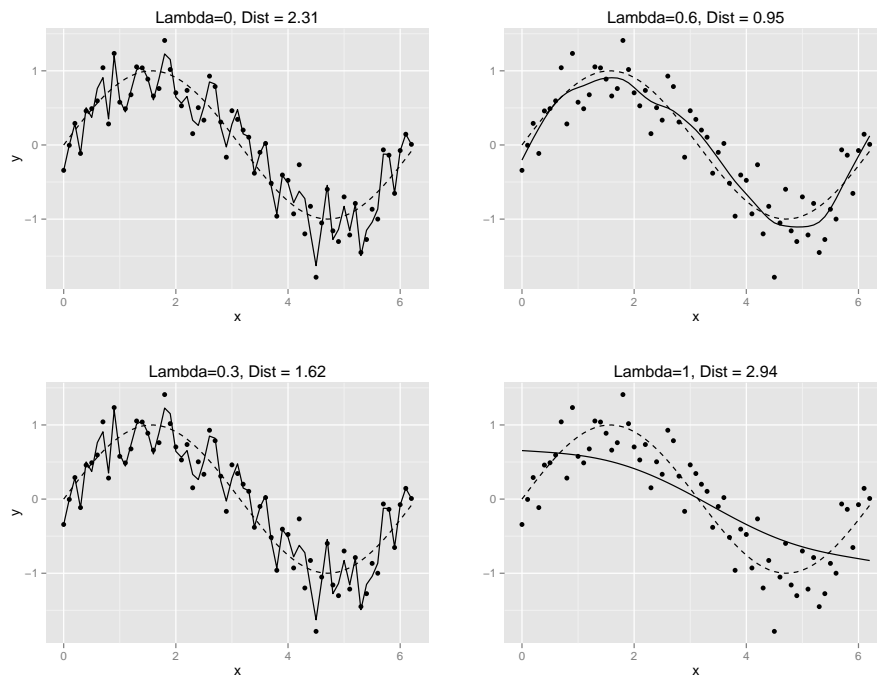 Lambda=0, Dist = 2.31
1
0
−1
y
0
2
4
6
x
Lambda=0.6, Dist = 0.95
1
0
−1
y
0
2
4
6
x
Lambda=0.3, Dist = 1.62
1
0
−1
y
0
2
4
6
x
Lambda=1, Dist = 2.94
1
0
−1
y
0
2
4
6
x